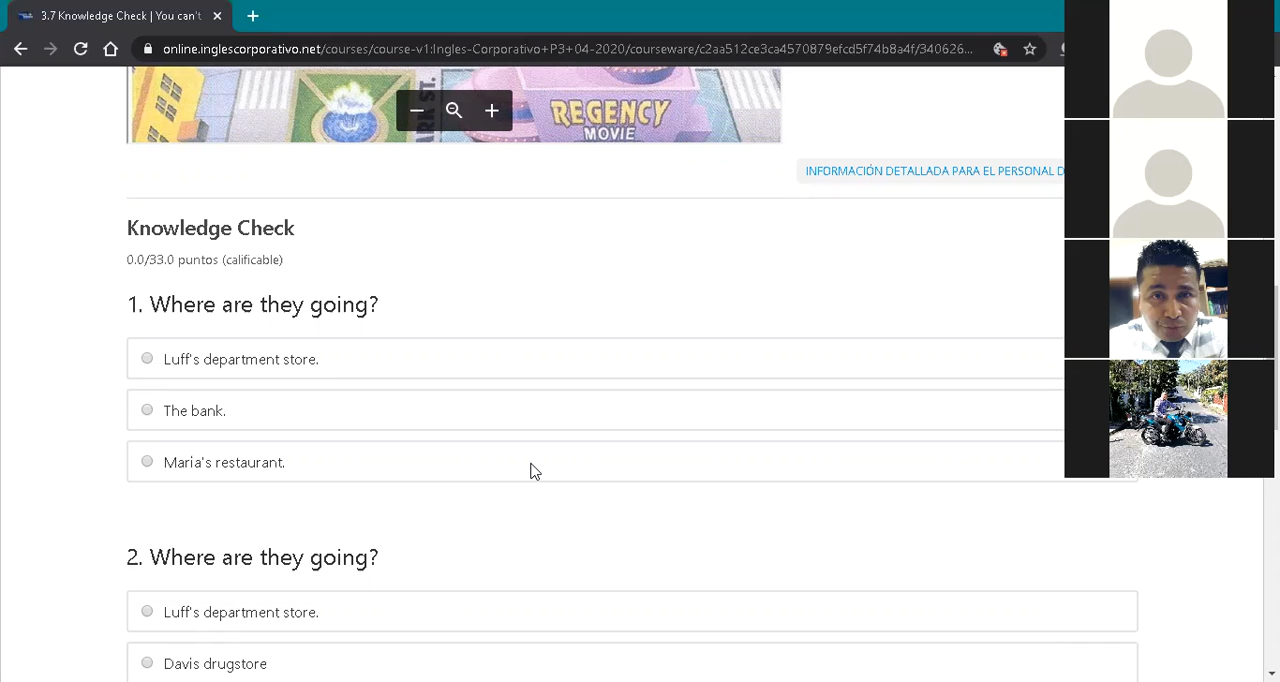 3.7 Knowledge Check | You can't
online.inglescorporativo.net/courses/course-v1:Ingles-Corporativo+P3+04-2020/courseware/c2aa512ce3ca4570879efcd5f74b8a4f/340626...
ARK ST.
REGENCY
MOVIE
INFORMACIÓN DETALLADA PARA EL PERSONAL D
Knowledge Check
0.0/33.0 puntos (calificable)
1. Where are they going?
Luff's department store.
The bank.
Maria's restaurant.
2. Where are they going?
Luff's department store.
Davis drugstore